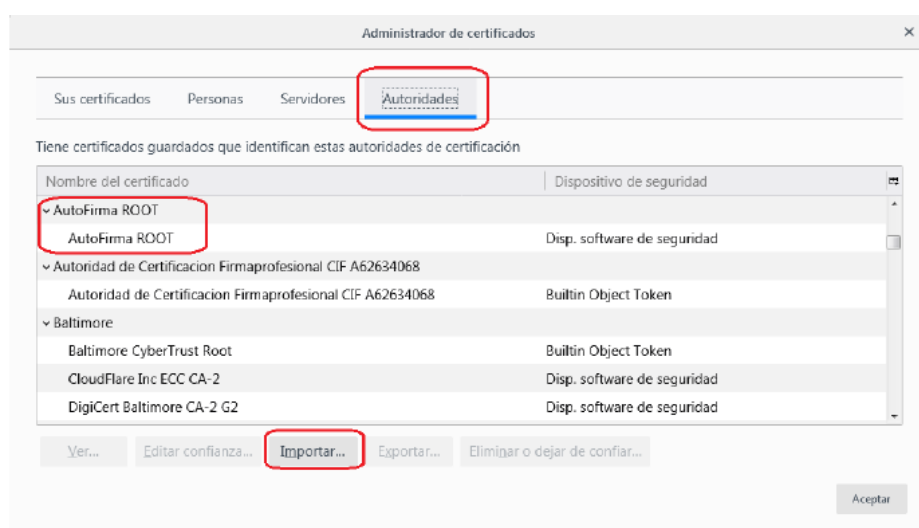 Administrador de certificados
Sus certificados Personas Servidores Autoridades
Tiene certificados guardados que identifican estas autoridades de certificación
Nombre del certificado Dispositivo de seguridad
AutoFirma ROOT
AutoFirma ROOT Disp. software de seguridad
Autoridad de Certificacion Firmaprofesional CIF A62634068
Autoridad de Certificacion Firmaprofesional CIF A62634068 Builtin Object Token
Baltimore
Baltimore CyberTrust Root Builtin Object Token
CloudFlare Inc ECC CA-2 Disp. software de seguridad
DigiCert Baltimore CA-2 G2 Disp. software de seguridad
Ver... Editar confianza... Importar... Exportar... Eliminar o dejar de confiar...
Aceptar